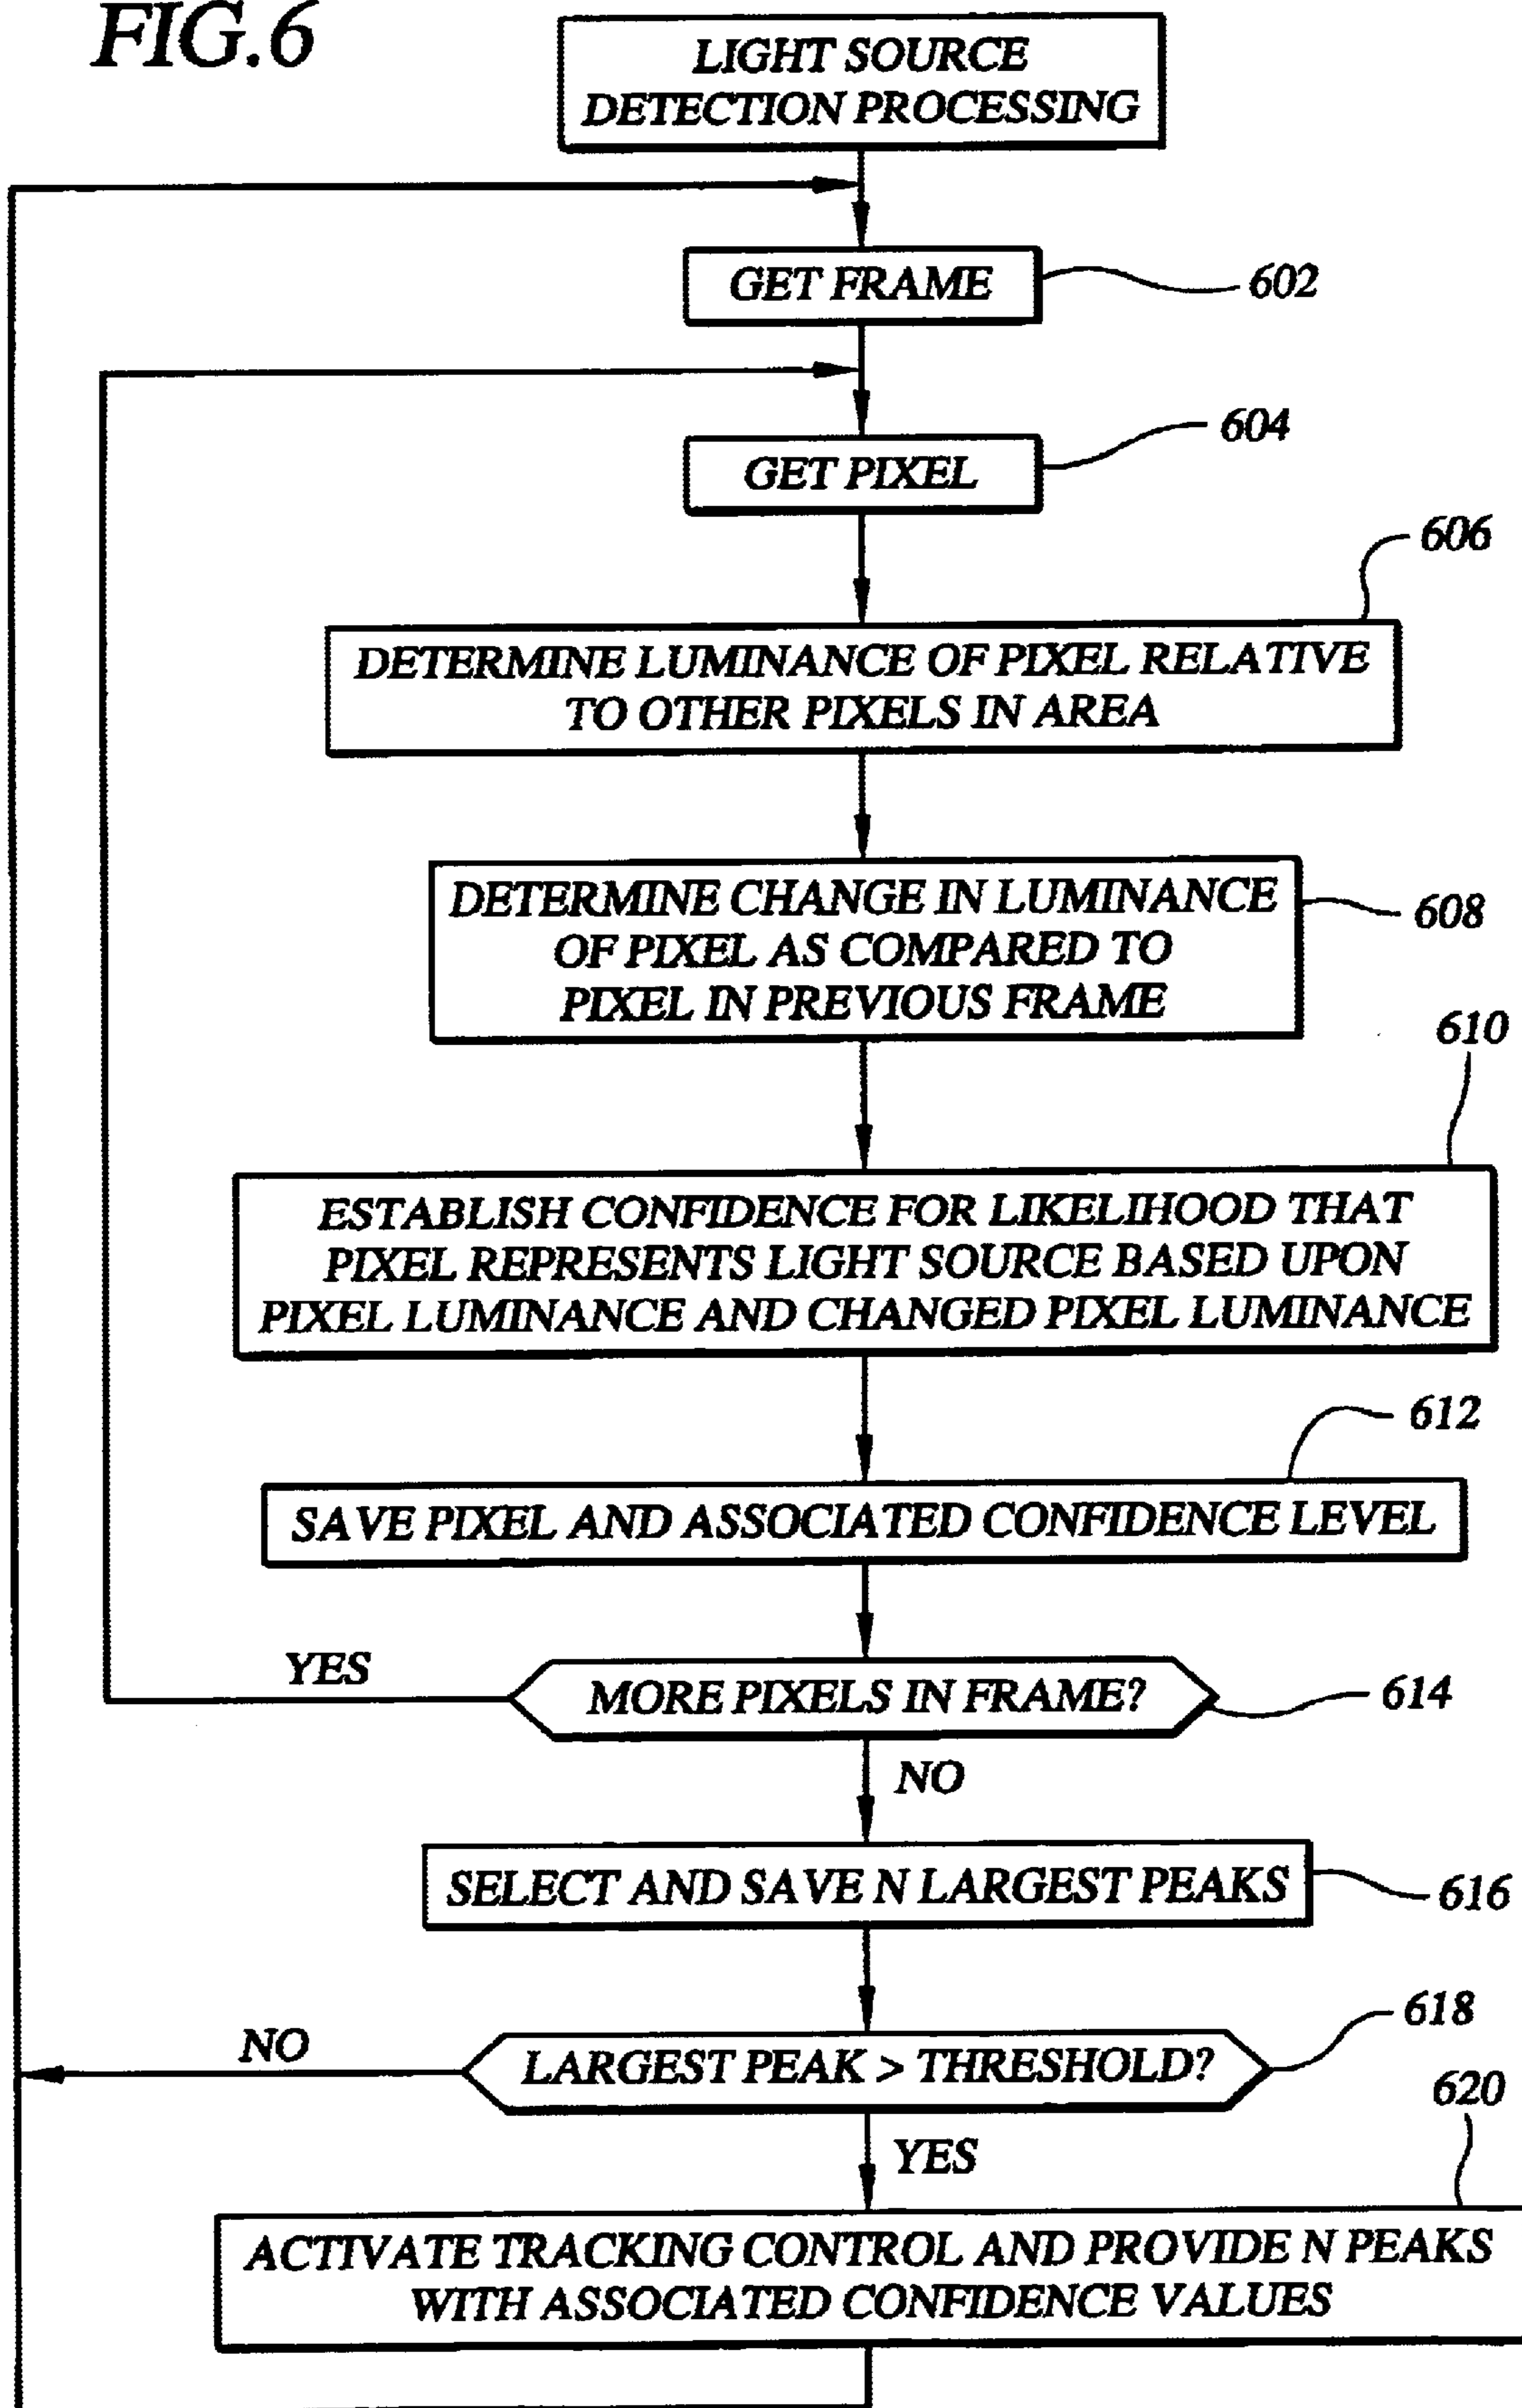 FIG.6
LIGHT SOURCE
DETECTION PROCESSING
GET FRAME
602
GET PIXEL
604
606
DETERMINE LUMINANCE OF PIXEL RELATIVE
TO OTHER PIXELS IN AREA
DETERMINE CHANGE IN LUMINANCE
OF PIXEL AS COMPARED TO
PIXEL IN PREVIOUS FRAME
608
610
ESTABLISH CONFIDENCE FOR LIKELIHOOD THAT
PIXEL REPRESENTS LIGHT SOURCE BASED UPON
PIXEL LUMINANCE AND CHANGED PIXEL LUMINANCE
612
SAVE PIXEL AND ASSOCIATED CONFIDENCE LEVEL
YES
MORE PIXELS IN FRAME?
614
NO
SELECT AND SAVE N LARGEST PEAKS
616
618
NO
LARGEST PEAK > THRESHOLD?
620
YES
ACTIVATE TRACKING CONTROL AND PROVIDE N PEAKS
WITH ASSOCIATED CONFIDENCE VALUES